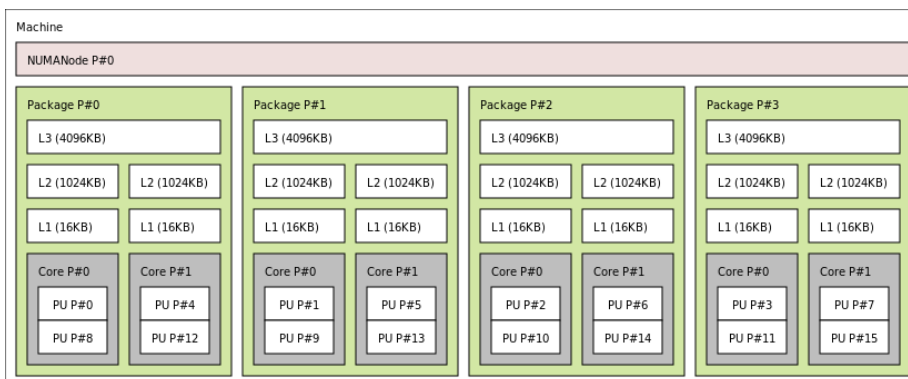 Machine
NUMANode P#0
Package P#0 Package P#1 Package P#2 Package P#3
L3 (4096KB) L3 (4096KB) L3 (4096KB) L3 (4096KB)
L2 (1024KB) L2 (1024KB) L2 (1024KB) L2 (1024KB) L2 (1024KB) L2 (1024KB) L2 (1024KB) L2 (1024KB)
L1 (16KB) L1 (16KB) L1 (16KB) L1 (16KB) L1 (16KB) L1 (16KB) L1 (16KB) L1 (16KB)
Core P#0 Core P#1 Core P#0 Core P#1 Core P#0 Core P#1 Core P#0 Core P#1
PU P#0 PU P#4 PU P#1 PU P#5 PU P#2 PU P#6 PU P#3 PU P#7
PU P#8 PU P#12 PU P#9 PU P#13 PU P#10 PU P#14 PU P#11 PU P#15